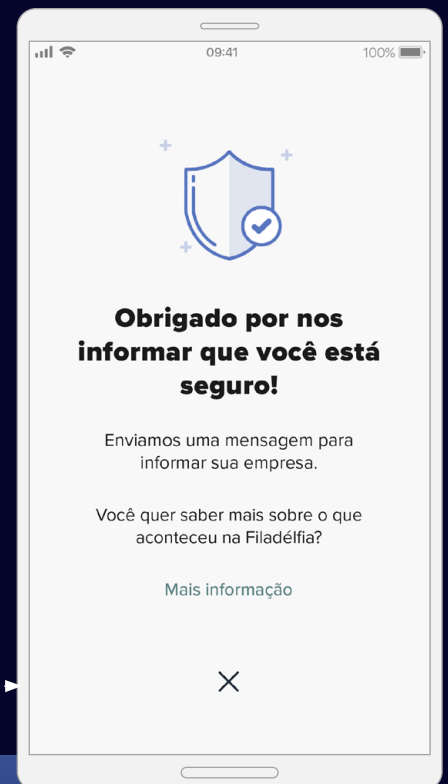 09:41
100%
Obrigado por nos
informar que você está
seguro!
Enviamos uma mensagem para
informar sua empresa.
Você quer saber mais sobre o que
aconteceu na Filadélfia?
Mais informação